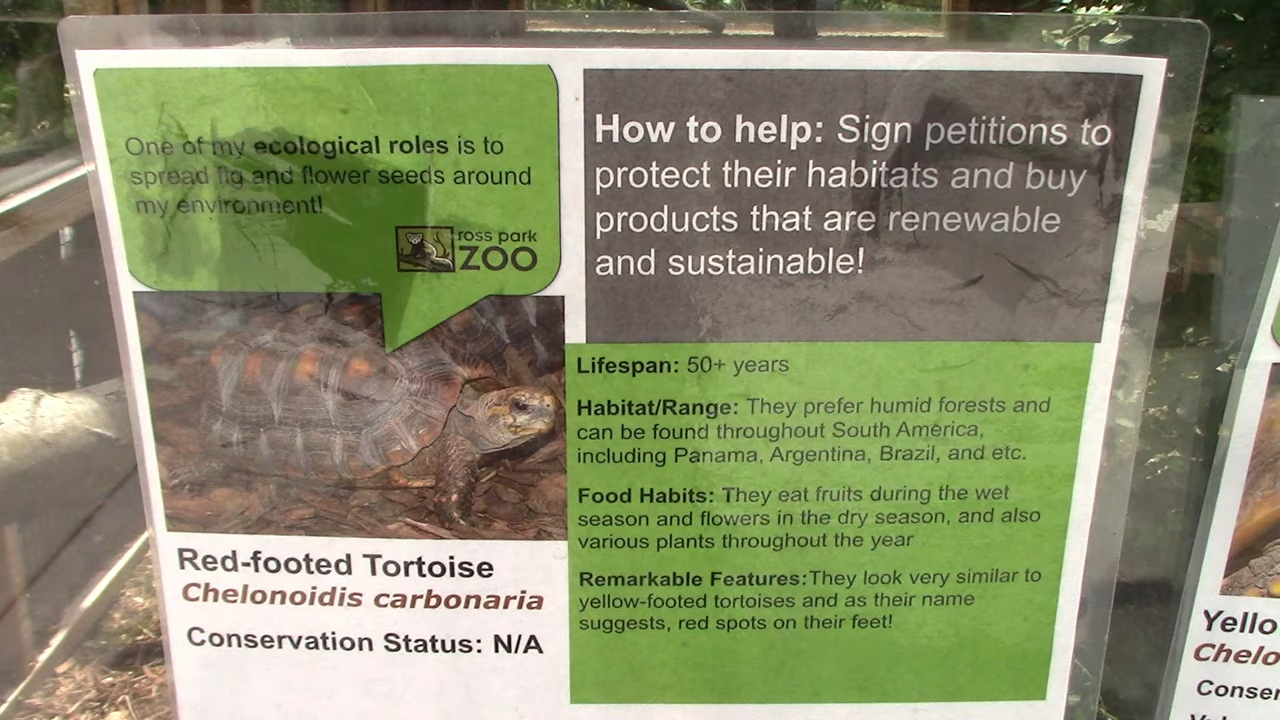 One of my ecological roles is to
spread fig and flower seeds around
my environment!
ross park
ZOO
Red-footed Tortoise
Chelonoidis carbonaria
Conservation Status: N/A
How to help: Sign petitions to
protect their habitats and buy
products that are renewable
and sustainable!
Lifespan: 50+ years
Habitat/Range: They prefer humid forests and
can be found throughout South America,
including Panama, Argentina, Brazil, and etc.
Food Habits: They eat fruits during the wet
season and flowers in the dry season, and also
various plants throughout the year
Remarkable Features:They look very similar to
yellow-footed tortoises and as their name
suggests, red spots on their feet!
Yello
Chelo
Conser